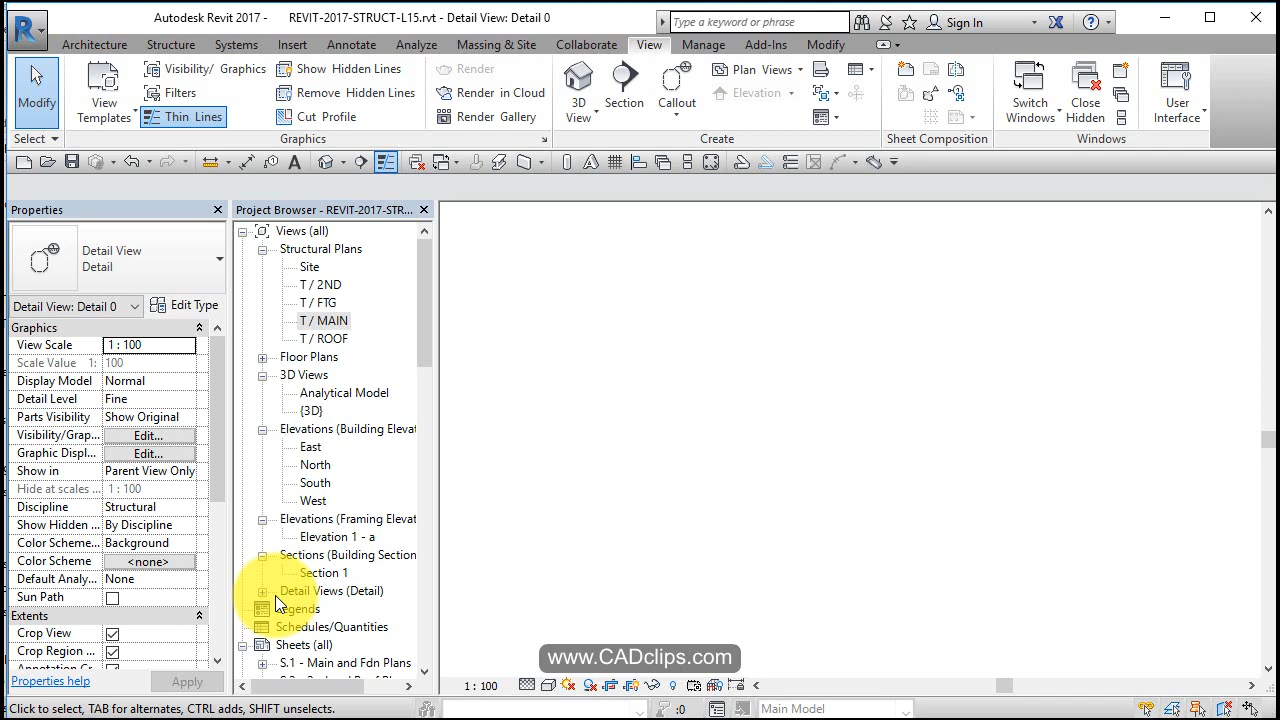 Autodesk Revit 2017 - REVIT-2017-STRUCT-L15.rvt - Detail View: Detail 0
Type a keyword or phrase
Sign In
Architecture Structure Systems Insert Annotate Analyze Massing & Site Collaborate View Manage Add-Ins Modify
Modify
View Templates
Visibility/ Graphics
Filters
Thin Lines
Show Hidden Lines
Remove Hidden Lines
Cut Profile
Render
Render in Cloud
Render Gallery
3D View
Section
Callout
Plan Views
Elevation
Switch Windows
Close Hidden
User Interface
Select Graphics Create Sheet Composition Windows
Properties
Detail View
Detail
Detail View: Detail 0 Edit Type
Graphics
View Scale 1 : 100
Scale Value 1: 100
Display Model Normal
Detail Level Fine
Parts Visibility Show Original
Visibility/Grap... Edit...
Graphic Displ... Edit...
Show in Parent View Only
Hide at scales ... 1 : 100
Discipline Structural
Show Hidden ... By Discipline
Color Scheme... Background
Color Scheme <none>
Default Analy... None
Sun Path
Extents
Crop View
Crop Region ...
Properties help Apply
Project Browser - REVIT-2017-STR...
Views (all)
Structural Plans
Site
T / 2ND
T / FTG
T / MAIN
T / ROOF
Floor Plans
3D Views
Analytical Model
{3D}
Elevations (Building Elevat
East
North
South
West
Elevations (Framing Elevat
Elevation 1 - a
Sections (Building Section
Section 1
Detail Views (Detail)
Legends
Schedules/Quantities
Sheets (all)
S.1 - Main and Fdn Plans
www.CADclips.com
1 : 100
Click to select, TAB for alternates, CTRL adds, SHIFT unselects.
:0
Main Model